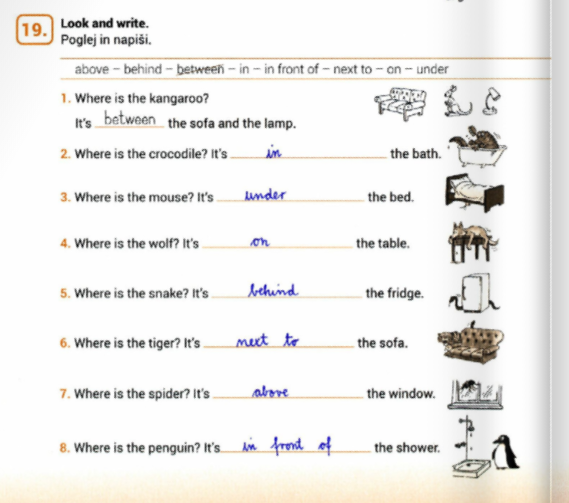 19. Look and write.
Poglej in napiši.
above – behind – between – in – in front of – next to – on – under
1. Where is the kangaroo?
It's between the sofa and the lamp.
2. Where is the crocodile? It's in the bath.
3. Where is the mouse? It's under the bed.
4. Where is the wolf? It's on the table.
5. Where is the snake? It's behind the fridge.
6. Where is the tiger? It's next to the sofa.
7. Where is the spider? It's above the window.
8. Where is the penguin? It's in front of the shower.